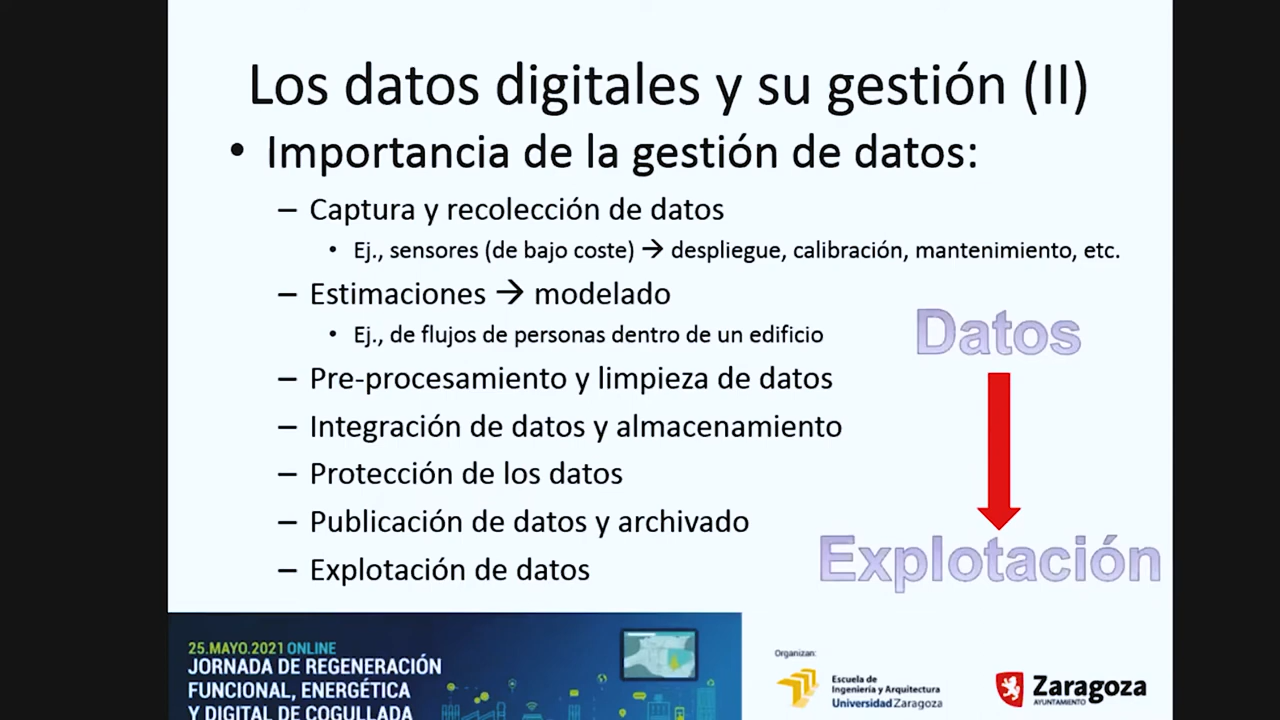 Los datos digitales y su gestión (II)
• Importancia de la gestión de datos:
– Captura y recolección de datos
• Ej., sensores (de bajo coste) → despliegue, calibración, mantenimiento, etc.
– Estimaciones → modelado
• Ej., de flujos de personas dentro de un edificio
– Pre-procesamiento y limpieza de datos
– Integración de datos y almacenamiento
– Protección de los datos
– Publicación de datos y archivado
– Explotación de datos
Datos
Explotación
25.MAYO.2021 ONLINE
JORNADA DE REGENERACIÓN
FUNCIONAL, ENERGÉTICA
Y DIGITAL DE COGULLADA
Organizan:
Escuela de
Ingeniería y Arquitectura
Universidad Zaragoza
Zaragoza
AYUNTAMIENTO